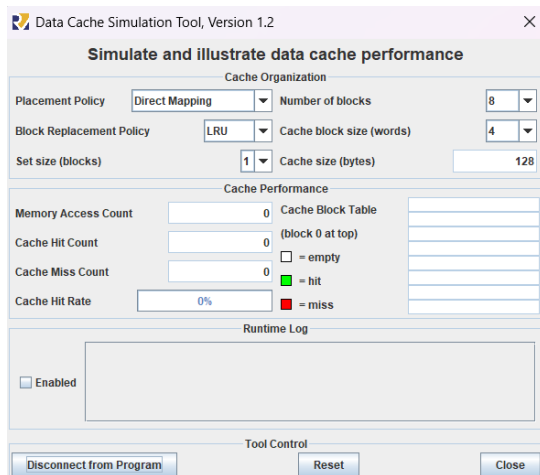 Data Cache Simulation Tool, Version 1.2
Simulate and illustrate data cache performance
Cache Organization
Placement Policy Direct Mapping Number of blocks 8
Block Replacement Policy LRU Cache block size (words) 4
Set size (blocks) 1 Cache size (bytes) 128
Cache Performance
Memory Access Count 0 Cache Block Table
(block 0 at top)
Cache Hit Count 0 = empty
Cache Miss Count 0 = hit
Cache Hit Rate 0% = miss
Runtime Log
Enabled
Tool Control
Disconnect from Program Reset Close